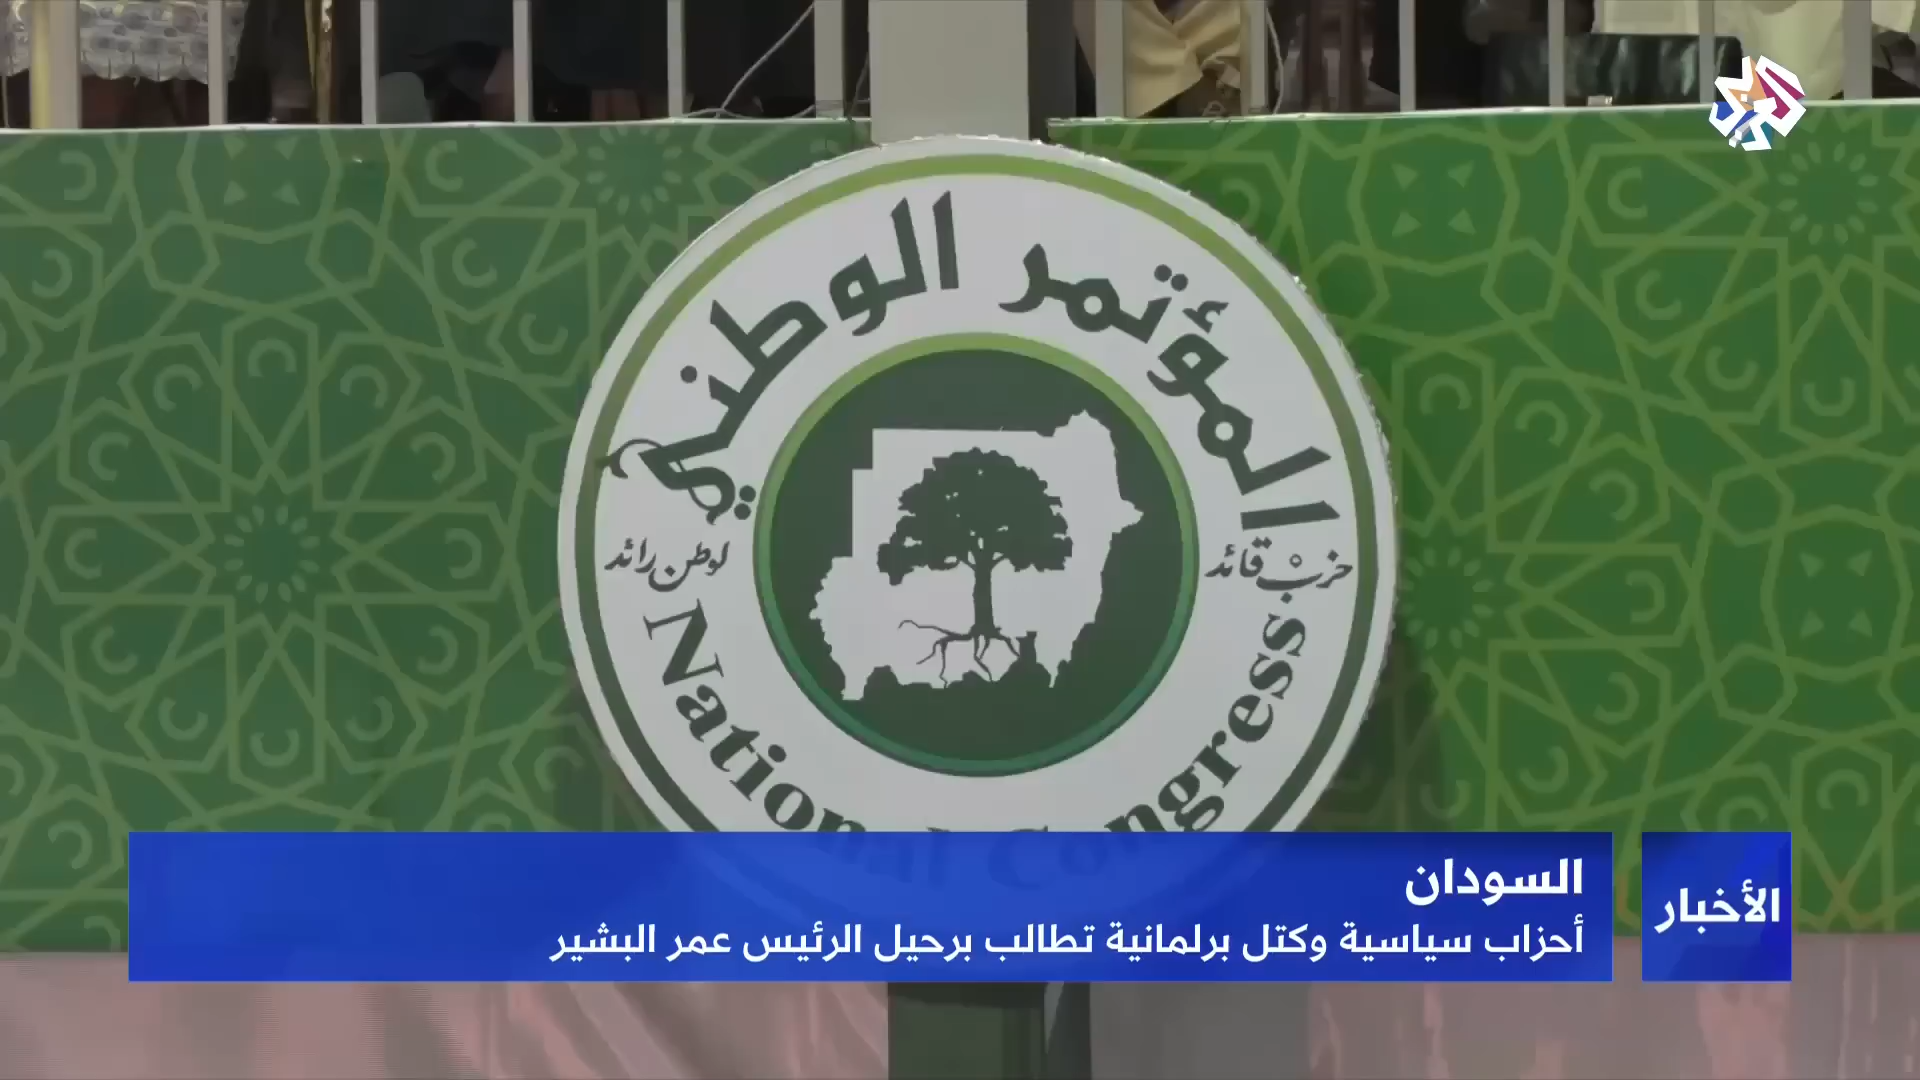 المؤتمر الوطني
حزب قائد
لوطن رائد
National Congress
الأخبار
السودان
أحزاب سياسية وكتل برلمانية تطالب برحيل الرئيس عمر البشير